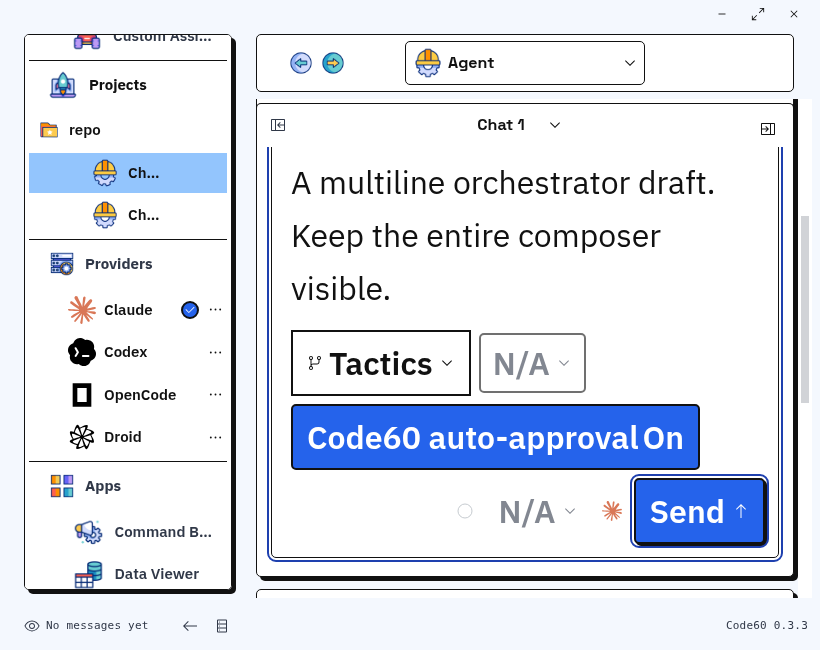 Custom Assi...
Projects
repo
Ch...
Ch...
Providers
Claude
Codex
OpenCode
Droid
Apps
Command B...
Data Viewer
Agent
Chat 1
A multiline orchestrator draft.
Keep the entire composer
visible.
Tactics N/A
Code60 auto-approval On
N/A Send ↑
No messages yet
Code60 0.3.3